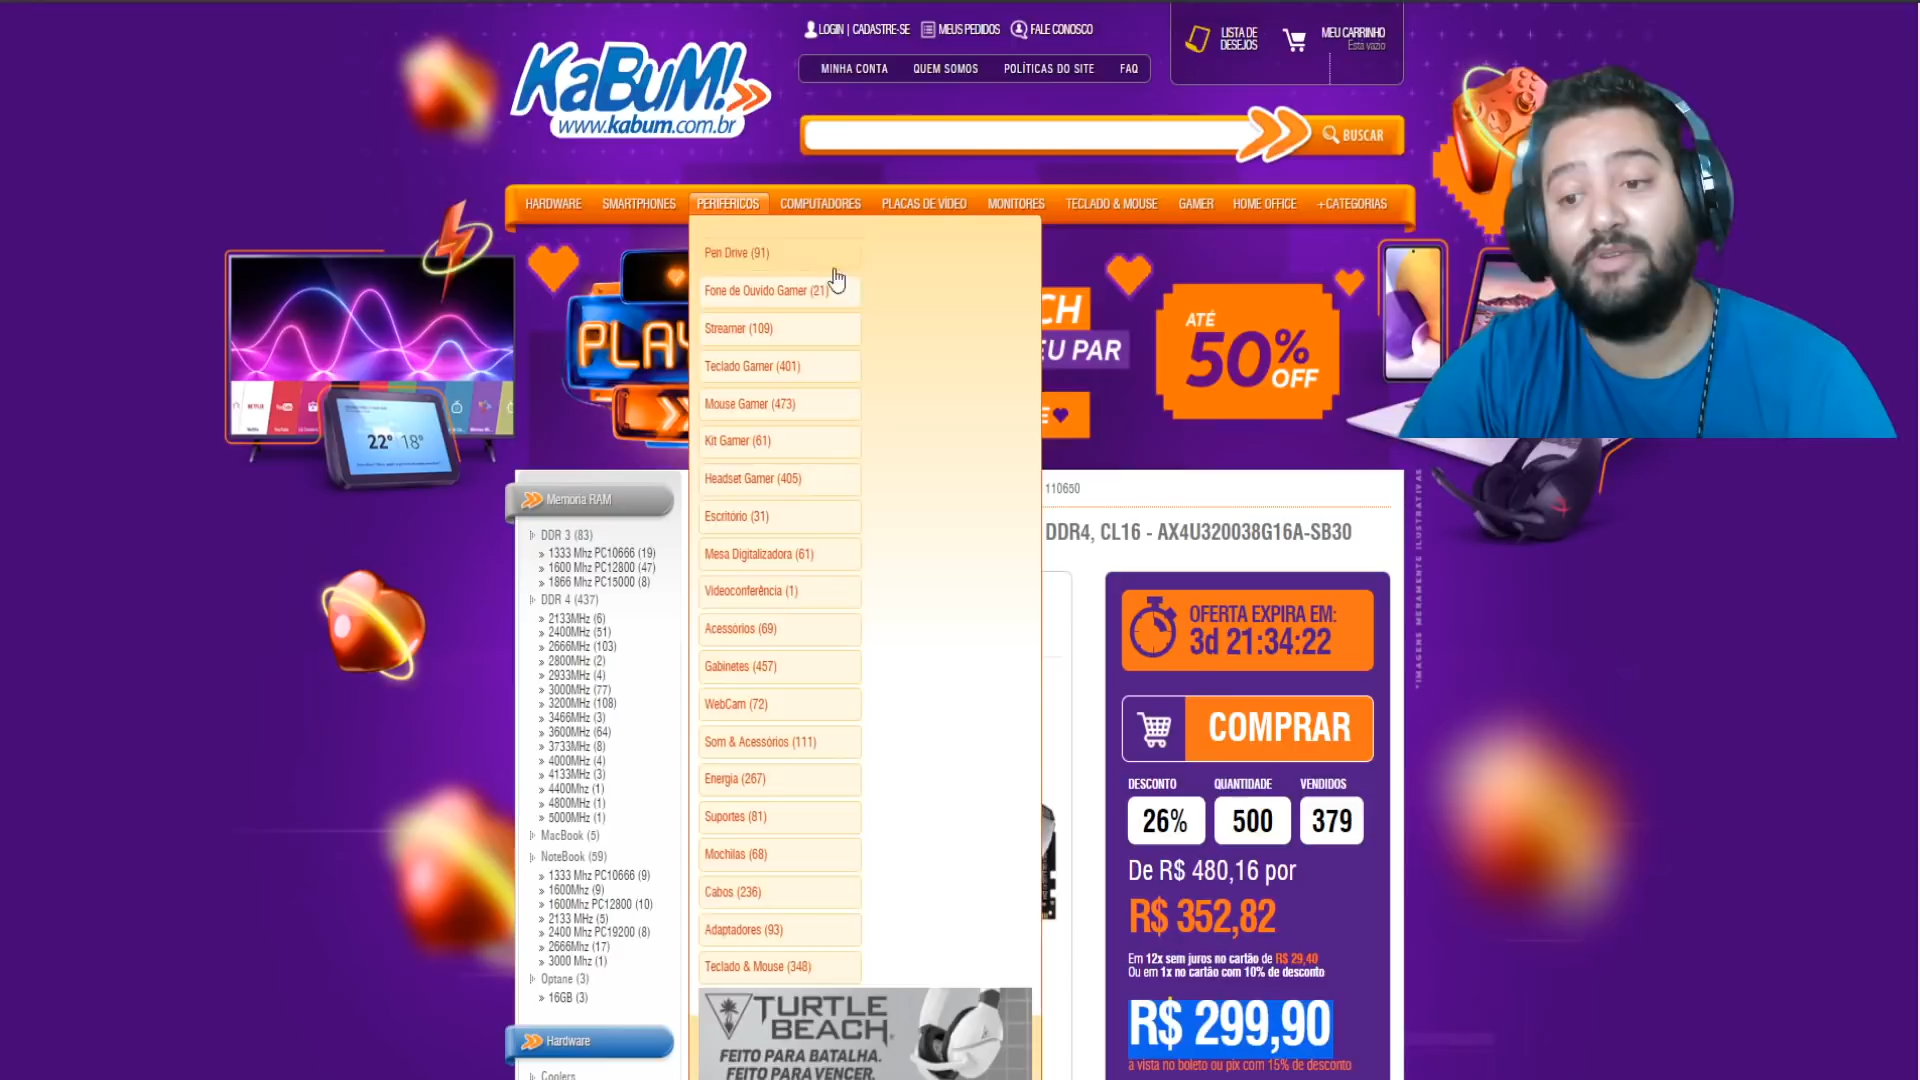 LOGIN | CADASTRE-SE
MEUS PEDIDOS
FALE CONOSCO
LISTA DE
DESEJOS
MEU CARRINHO
Esta vazio
KaBuM!
www.kabum.com.br
MINHA CONTA
QUEM SOMOS
POLÍTICAS DO SITE
FAQ
BUSCAR
HARDWARE
SMARTPHONES
PERIFÉRICOS
COMPUTADORES
PLACAS DE VÍDEO
MONITORES
TECLADO & MOUSE
GAMER
HOME OFFICE
+CATEGORIAS
Pen Drive (91)
Fone de Ouvido Gamer (21)
Streamer (109)
Teclado Gamer (401)
Mouse Gamer (473)
Kit Gamer (61)
Headset Gamer (405)
Escritório (31)
Mesa Digitalizadora (61)
Videoconferência (1)
Acessórios (69)
Gabinetes (457)
WebCam (72)
Som & Acessórios (111)
Energia (267)
Suportes (81)
Mochilas (68)
Cabos (236)
Adaptadores (93)
Teclado & Mouse (348)
TURTLE
BEACH
FEITO PARA BATALHA.
FEITO PARA VENCER.
NETFLIX
22° 18°
PLAY
CH
EU PAR
E
ATÉ
50%
OFF
*IMAGENS MERAMENTE ILUSTRATIVAS
Memoria RAM
DDR 3 (83)
1333 Mhz PC10666 (19)
1600 Mhz PC12800 (47)
1866 Mhz PC15000 (8)
DDR 4 (437)
2133MHz (6)
2400MHz (51)
2666MHz (103)
2800MHz (2)
2933MHz (4)
3000MHz (77)
3200MHz (108)
3466MHz (3)
3600MHz (64)
3733MHz (8)
4000MHz (4)
4133MHz (3)
4400Mhz (1)
4800MHz (1)
5000MHz (1)
MacBook (5)
NoteBook (59)
1333 Mhz PC10666 (9)
1600Mhz (9)
1600Mhz PC12800 (10)
2133 MHz (5)
2400 Mhz PC19200 (8)
2666Mhz (17)
3000 Mhz (1)
Optane (3)
16GB (3)
Hardware
Coolers
110650
DDR4, CL16 - AX4U320038G16A-SB30
OFERTA EXPIRA EM:
3d 21:34:22
COMPRAR
DESCONTO
QUANTIDADE
VENDIDOS
26%
500
379
De R$ 480,16 por
R$ 352,82
Em 12x sem juros no cartão de R$ 29,40
Ou em 1x no cartão com 10% de desconto
R$ 299,90
a vista no boleto ou pix com 15% de desconto